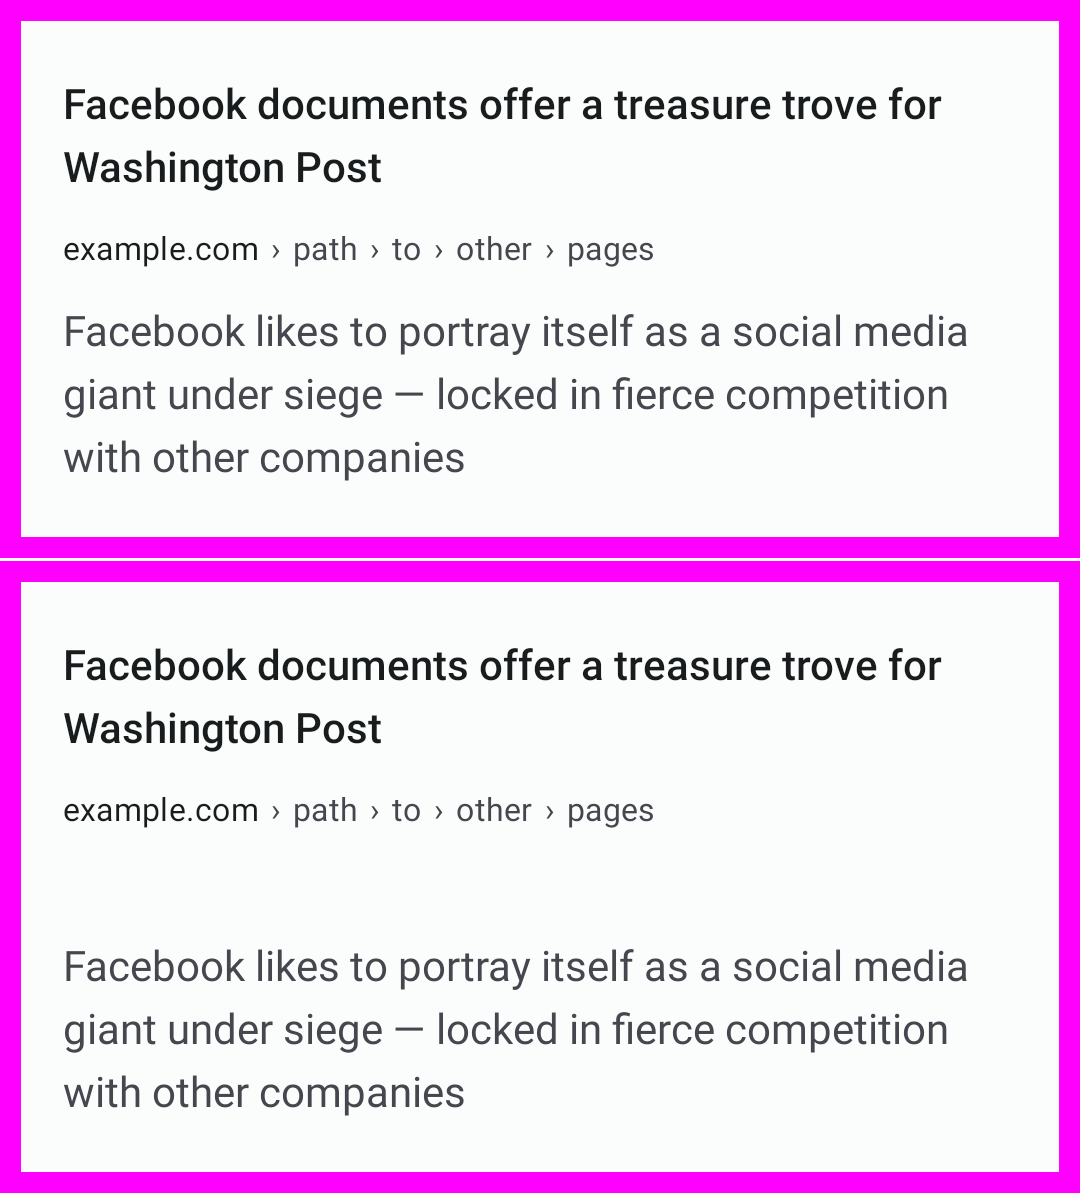 Facebook documents offer a treasure trove for
Washington Post
example.com › path › to › other › pages
Facebook likes to portray itself as a social media
giant under siege — locked in fierce competition
with other companies
Facebook documents offer a treasure trove for
Washington Post
example.com › path › to › other › pages
Facebook likes to portray itself as a social media
giant under siege — locked in fierce competition
with other companies